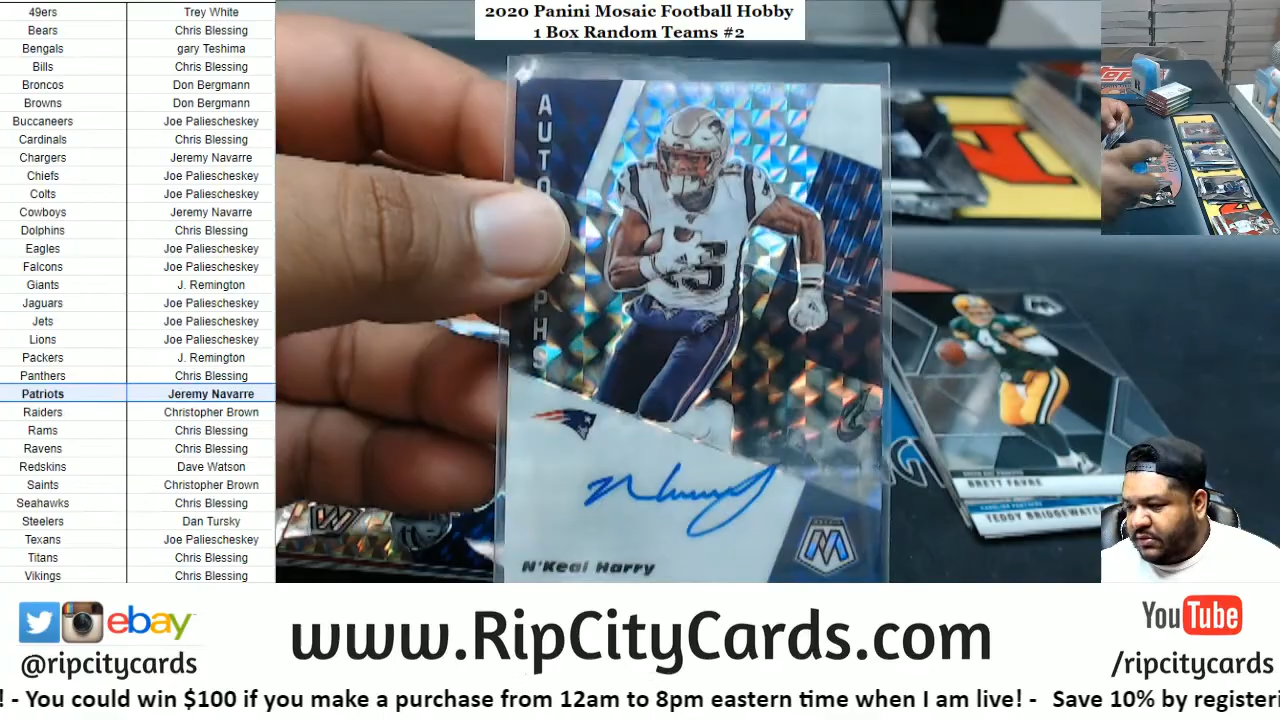 49ers Trey White
Bears Chris Blessing
Bengals gary Teshima
Bills Chris Blessing
Broncos Don Bergmann
Browns Don Bergmann
Buccaneers Joe Paliescheskey
Cardinals Chris Blessing
Chargers Jeremy Navarre
Chiefs Joe Paliescheskey
Colts Joe Paliescheskey
Cowboys Jeremy Navarre
Dolphins Chris Blessing
Eagles Joe Paliescheskey
Falcons Joe Paliescheskey
Giants J. Remington
Jaguars Joe Paliescheskey
Jets Joe Paliescheskey
Lions Joe Paliescheskey
Packers J. Remington
Panthers Chris Blessing
Patriots Jeremy Navarre
Raiders Christopher Brown
Rams Chris Blessing
Ravens Chris Blessing
Redskins Dave Watson
Saints Christopher Brown
Seahawks Chris Blessing
Steelers Dan Tursky
Texans Joe Paliescheskey
Titans Chris Blessing
Vikings Chris Blessing
2020 Panini Mosaic Football Hobby
1 Box Random Teams #2
N'Keal Harry
BRETT FAVRE
TEDDY BRIDGEWATE
ebay
@ripcitycards
www.RipCityCards.com
YouTube
/ripcitycards
! - You could win $100 if you make a purchase from 12am to 8pm eastern time when I am live! - Save 10% by registeri